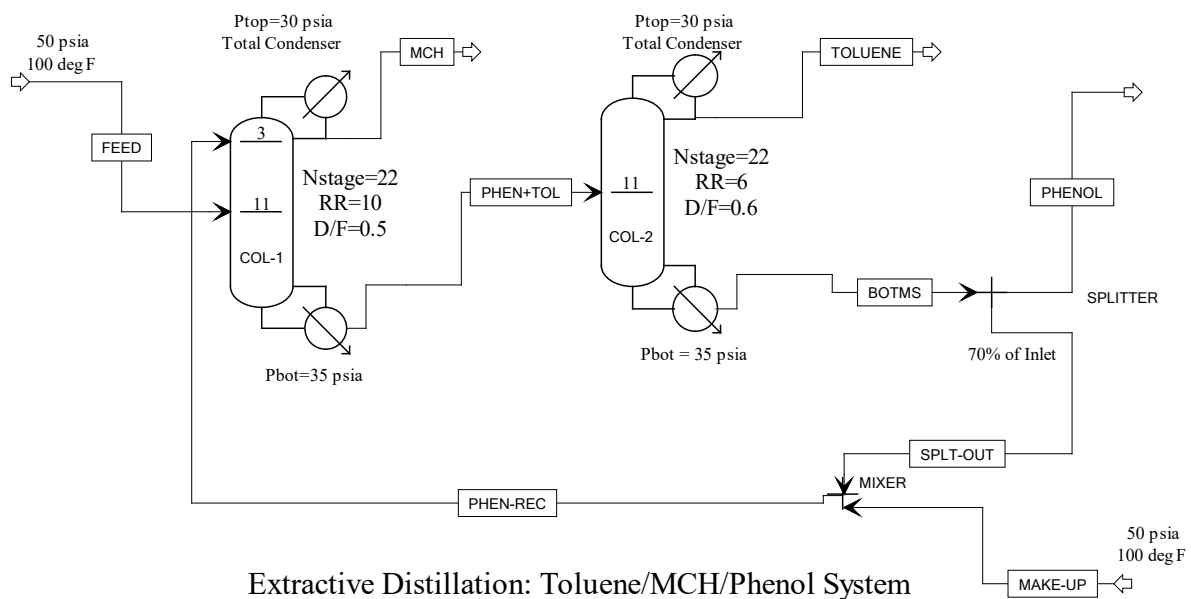 Ptop=30 psia
Total Condenser
50 psia
100 deg F
MCH
FEED
3
11
COL-1
Nstage=22
RR=10
D/F=0.5
Pbot=35 psia
PHEN+TOL
Ptop=30 psia
Total Condenser
TOLUENE
11
COL-2
Nstage=22
RR=6
D/F=0.6
Pbot = 35 psia
BOTMS
PHENOL
SPLITTER
70% of Inlet
SPLT-OUT
MIXER
PHEN-REC
50 psia
100 deg F
MAKE-UP
Extractive Distillation: Toluene/MCH/Phenol System